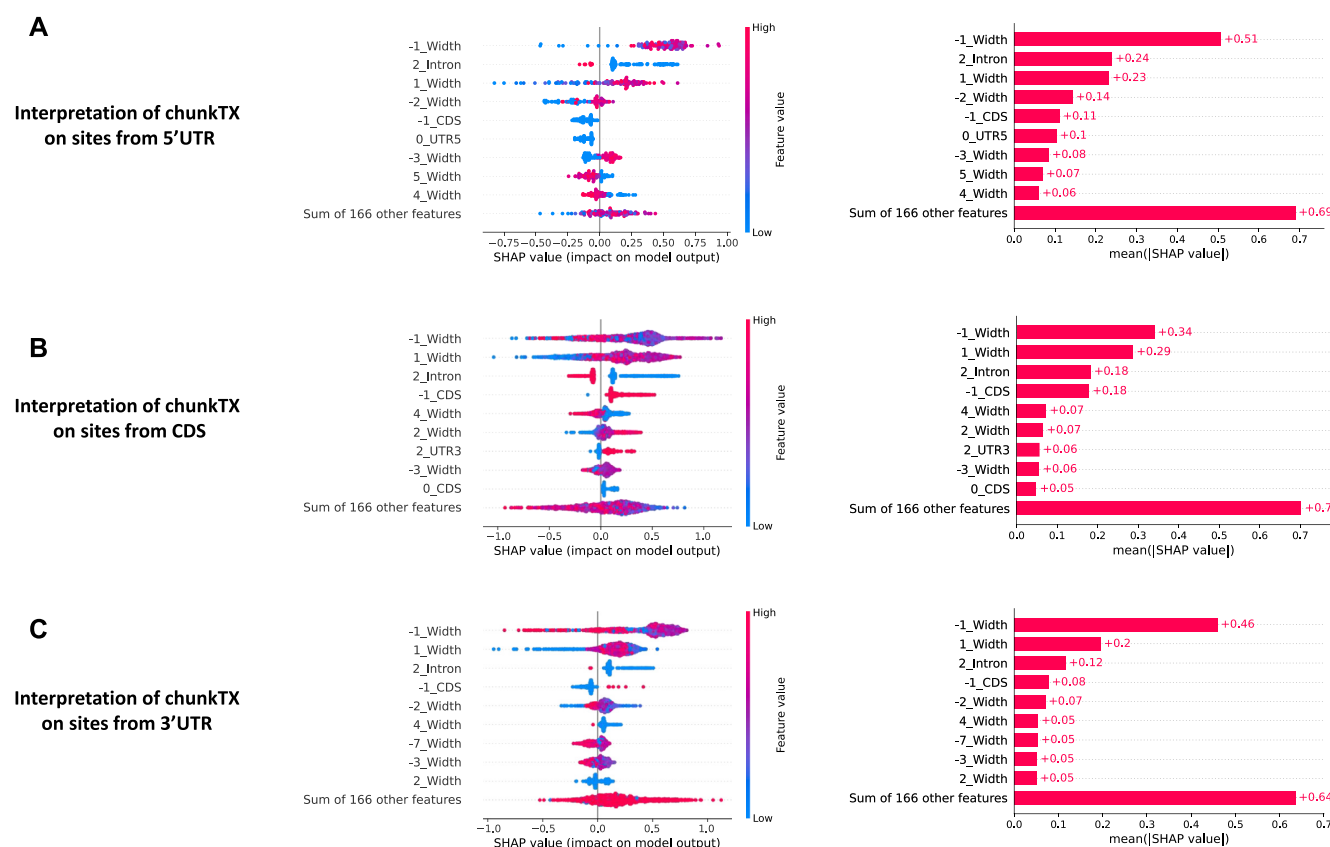 A
Interpretation of chunkTX
on sites from 5’UTR
-1_Width
2_Intron
1_Width
-2_Width
-1_CDS
0_UTR5
-3_Width
5_Width
4_Width
Sum of 166 other features
−0.75 −0.50 −0.25 0.00 0.25 0.50 0.75 1.00
SHAP value (impact on model output)
High
Feature value
Low
-1_Width +0.51
2_Intron +0.24
1_Width +0.23
-2_Width +0.14
-1_CDS +0.11
0_UTR5 +0.1
-3_Width +0.08
5_Width +0.07
4_Width +0.06
Sum of 166 other features +0.69
0.0 0.1 0.2 0.3 0.4 0.5 0.6 0.7
mean(|SHAP value|)
B
Interpretation of chunkTX
on sites from CDS
-1_Width
1_Width
2_Intron
-1_CDS
4_Width
2_Width
2_UTR3
-3_Width
0_CDS
Sum of 166 other features
−1.0 −0.5 0.0 0.5 1.0
SHAP value (impact on model output)
High
Feature value
Low
-1_Width +0.34
1_Width +0.29
2_Intron +0.18
-1_CDS +0.18
4_Width +0.07
2_Width +0.07
2_UTR3 +0.06
-3_Width +0.06
0_CDS +0.05
Sum of 166 other features +0.7
0.0 0.1 0.2 0.3 0.4 0.5 0.6 0.7
mean(|SHAP value|)
C
Interpretation of chunkTX
on sites from 3’UTR
-1_Width
1_Width
2_Intron
-1_CDS
-2_Width
4_Width
-7_Width
-3_Width
2_Width
Sum of 166 other features
−1.0 −0.5 0.0 0.5 1.0
SHAP value (impact on model output)
High
Feature value
Low
-1_Width +0.46
1_Width +0.2
2_Intron +0.12
-1_CDS +0.08
-2_Width +0.07
4_Width +0.05
-7_Width +0.05
-3_Width +0.05
2_Width +0.05
Sum of 166 other features +0.64
0.0 0.1 0.2 0.3 0.4 0.5 0.6
mean(|SHAP value|)